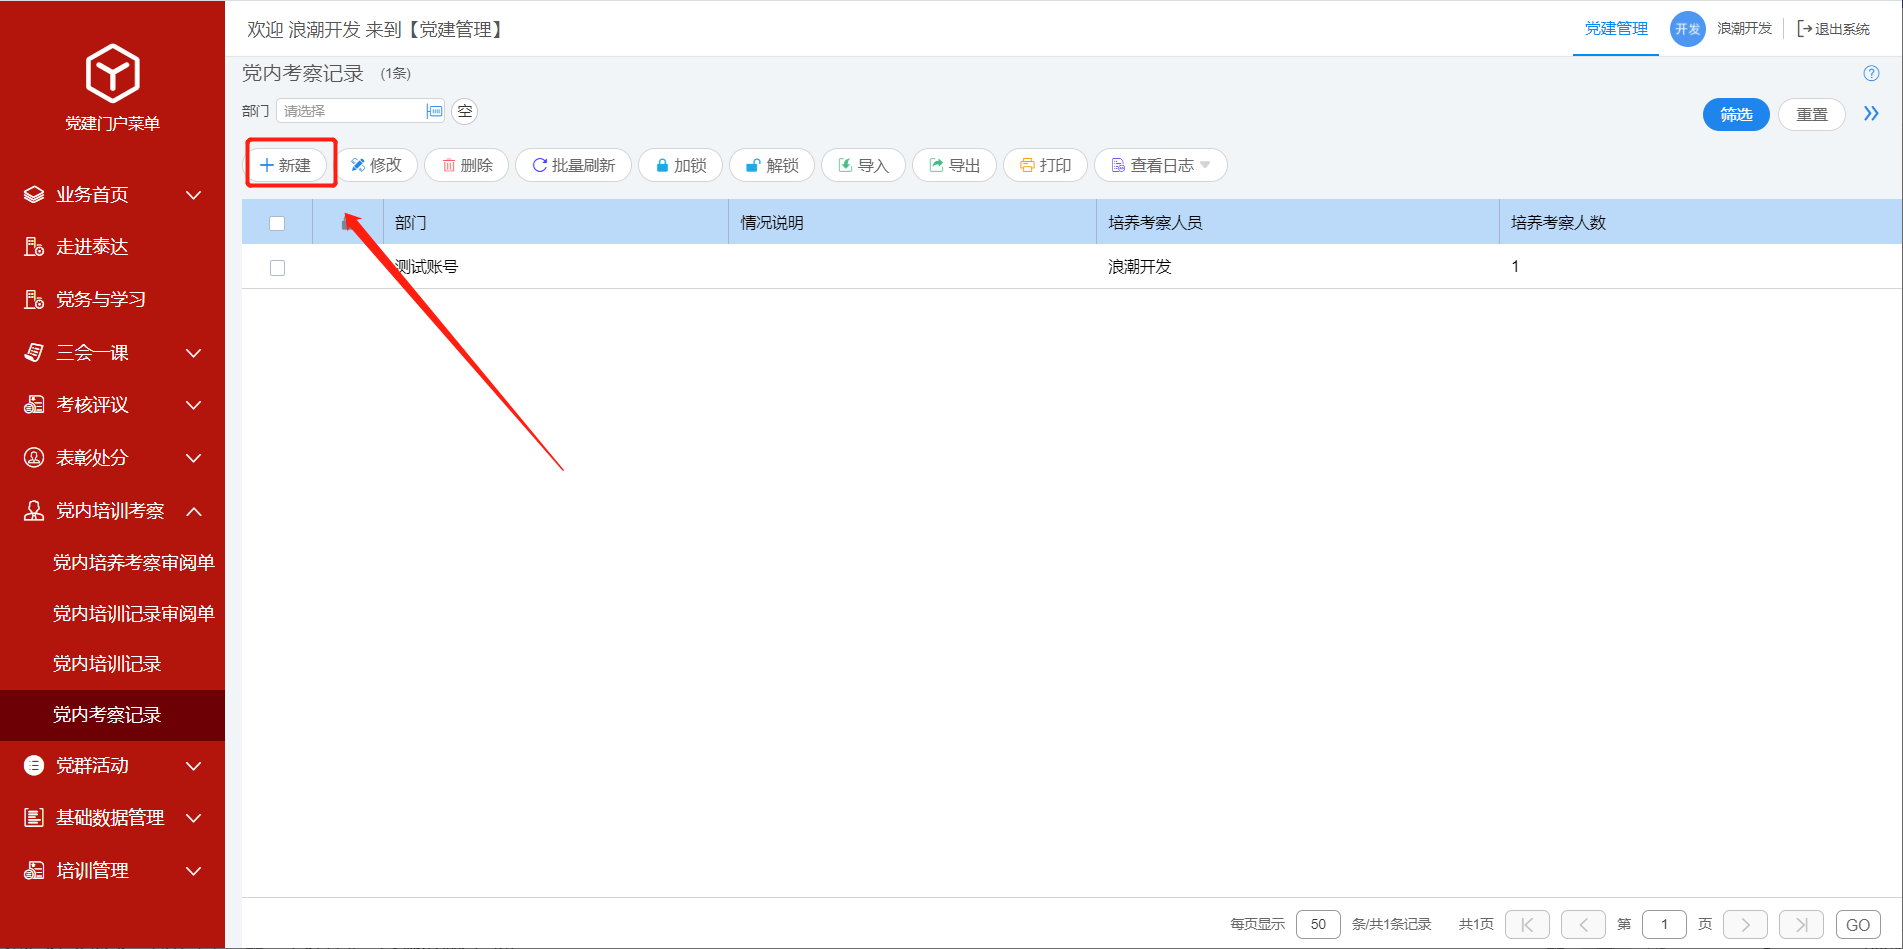 欢迎 浪潮开发 来到【党建管理】
党建管理
开发
浪潮开发
退出系统
党建门户菜单
业务首页
走进泰达
党务与学习
三会一课
考核评议
表彰处分
党内培训考察
党内培养考察审阅单
党内培训记录审阅单
党内培训记录
党内考察记录
党群活动
基础数据管理
培训管理
党内考察记录 (1条)
部门 请选择 空
筛选 重置
新建 修改 删除 批量刷新 加锁 解锁 导入 导出 打印 查看日志
部门 情况说明 培养考察人员 培养考察人数
测试账号 浪潮开发 1
每页显示 50 条/共1条记录 共1页 第 1 页 GO